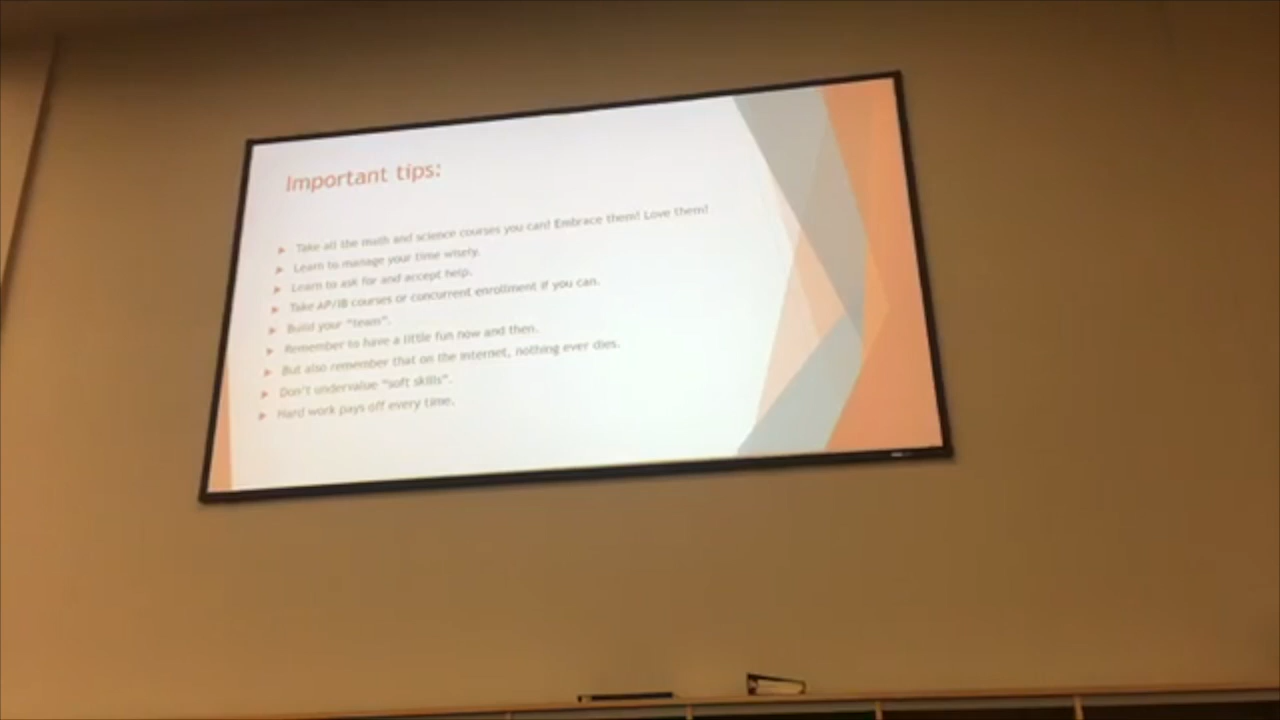 Important tips:
Take all the math and science courses you can! Embrace them! Love them!
Learn to manage your time wisely.
Learn to ask for and accept help.
Take AP/IB courses or concurrent enrollment if you can.
Build your "team".
Remember to have a little fun now and then.
But also remember that on the internet, nothing ever dies.
Don't undervalue "soft skills".
Hard work pays off every time.